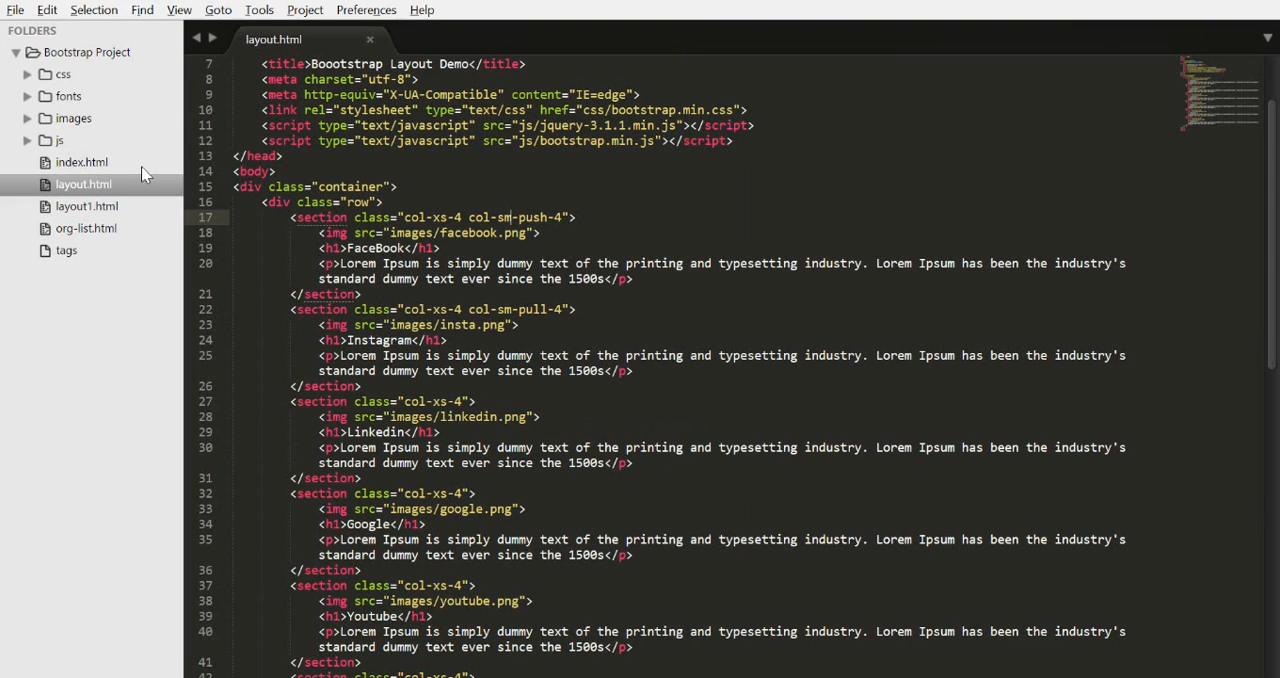 File Edit Selection Find View Goto Tools Project Preferences Help
FOLDERS
Bootstrap Project
css
fonts
images
js
index.html
layout.html
layout1.html
org-list.html
tags
layout.html ×
7 <title>Boootstrap Layout Demo</title>
8 <meta charset="utf-8">
9 <meta http-equiv="X-UA-Compatible" content="IE=edge">
10 <link rel="stylesheet" type="text/css" href="css/bootstrap.min.css">
11 <script type="text/javascript" src="js/jquery-3.1.1.min.js"></script>
12 <script type="text/javascript" src="js/bootstrap.min.js"></script>
13 </head>
14 <body>
15 <div class="container">
16 <div class="row">
17 <section class="col-xs-4 col-sm-push-4">
18 <img src="images/facebook.png">
19 <h1>FaceBook</h1>
20 <p>Lorem Ipsum is simply dummy text of the printing and typesetting industry. Lorem Ipsum has been the industry's
standard dummy text ever since the 1500s</p>
21 </section>
22 <section class="col-xs-4 col-sm-pull-4">
23 <img src="images/insta.png">
24 <h1>Instagram</h1>
25 <p>Lorem Ipsum is simply dummy text of the printing and typesetting industry. Lorem Ipsum has been the industry's
standard dummy text ever since the 1500s</p>
26 </section>
27 <section class="col-xs-4">
28 <img src="images/linkedin.png">
29 <h1>Linkedin</h1>
30 <p>Lorem Ipsum is simply dummy text of the printing and typesetting industry. Lorem Ipsum has been the industry's
standard dummy text ever since the 1500s</p>
31 </section>
32 <section class="col-xs-4">
33 <img src="images/google.png">
34 <h1>Google</h1>
35 <p>Lorem Ipsum is simply dummy text of the printing and typesetting industry. Lorem Ipsum has been the industry's
standard dummy text ever since the 1500s</p>
36 </section>
37 <section class="col-xs-4">
38 <img src="images/youtube.png">
39 <h1>Youtube</h1>
40 <p>Lorem Ipsum is simply dummy text of the printing and typesetting industry. Lorem Ipsum has been the industry's
standard dummy text ever since the 1500s</p>
41 </section>
42 <section class="col-xs-4">